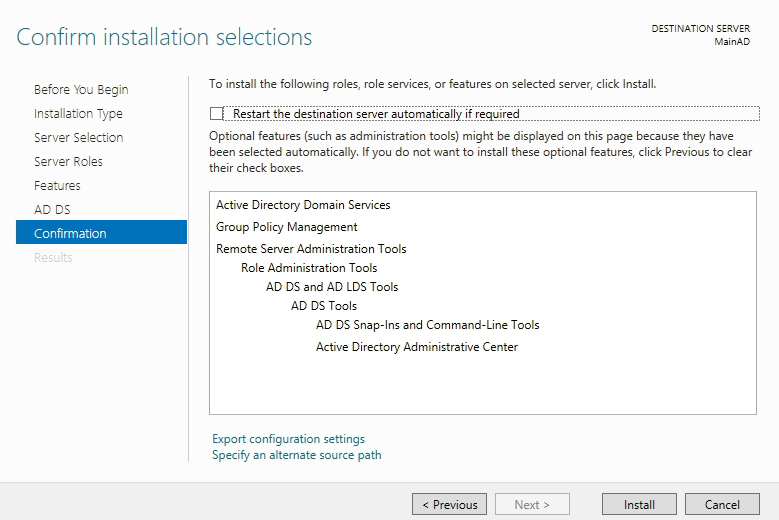 Confirm installation selections
DESTINATION SERVER
MainAD
Before You Begin
Installation Type
Server Selection
Server Roles
Features
AD DS
Confirmation
Results
To install the following roles, role services, or features on selected server, click Install.
Restart the destination server automatically if required
Optional features (such as administration tools) might be displayed on this page because they have
been selected automatically. If you do not want to install these optional features, click Previous to clear
their check boxes.
Active Directory Domain Services
Group Policy Management
Remote Server Administration Tools
Role Administration Tools
AD DS and AD LDS Tools
AD DS Tools
AD DS Snap-Ins and Command-Line Tools
Active Directory Administrative Center
Export configuration settings
Specify an alternate source path
< Previous
Next >
Install
Cancel